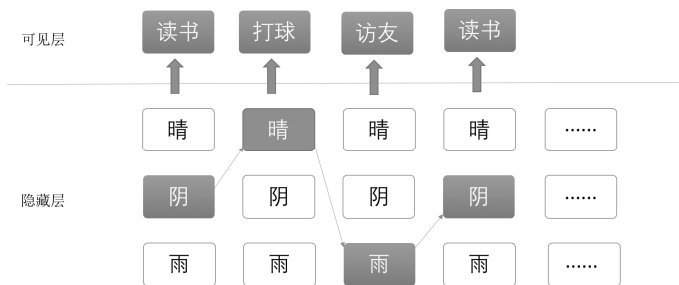 可见层 读书 打球 访友 读书
晴 晴 晴 晴 ……
隐藏层 阴 阴 阴 阴 ……
雨 雨 雨 雨 ……